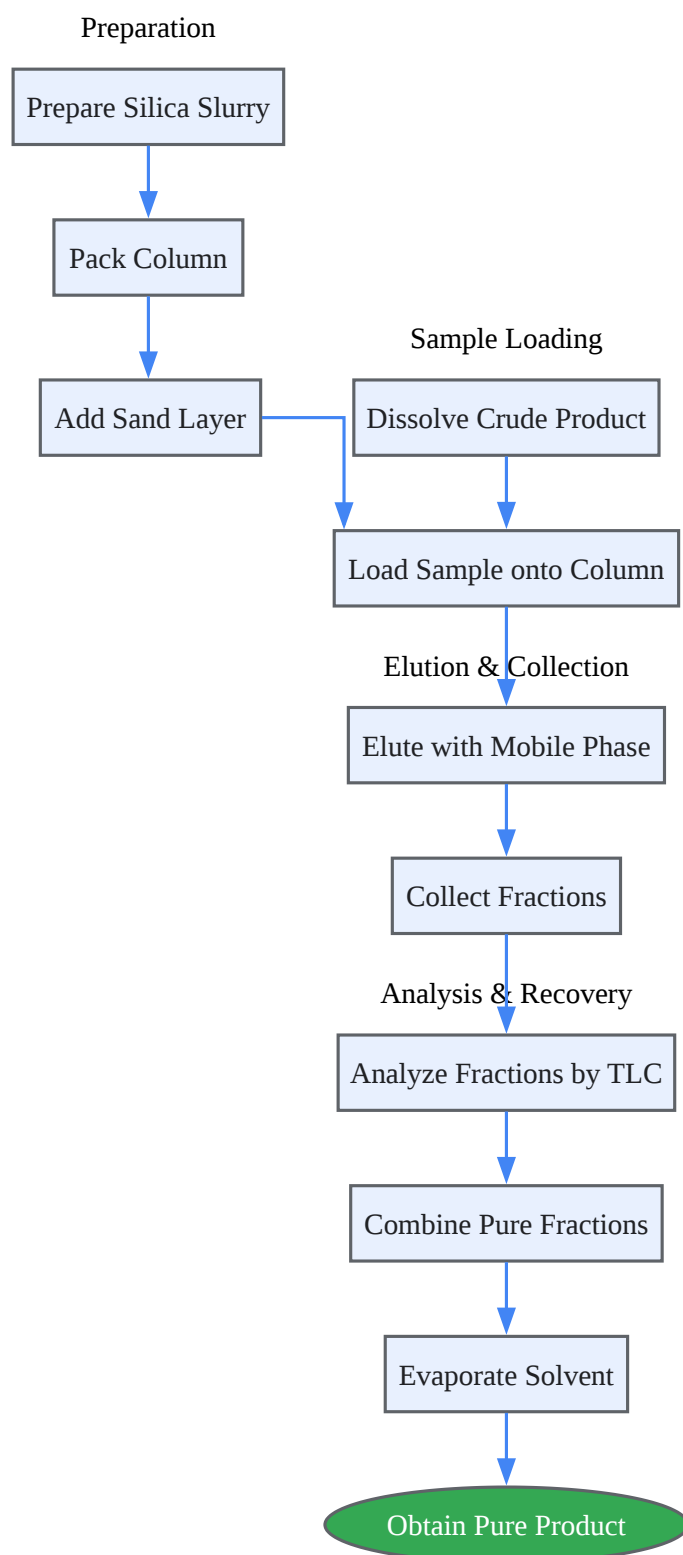 Preparation
Prepare Silica Slurry
Pack Column
Add Sand Layer
Sample Loading
Dissolve Crude Product
Load Sample onto Column
Elution & Collection
Elute with Mobile Phase
Collect Fractions
Analysis & Recovery
Analyze Fractions by TLC
Combine Pure Fractions
Evaporate Solvent
Obtain Pure Product